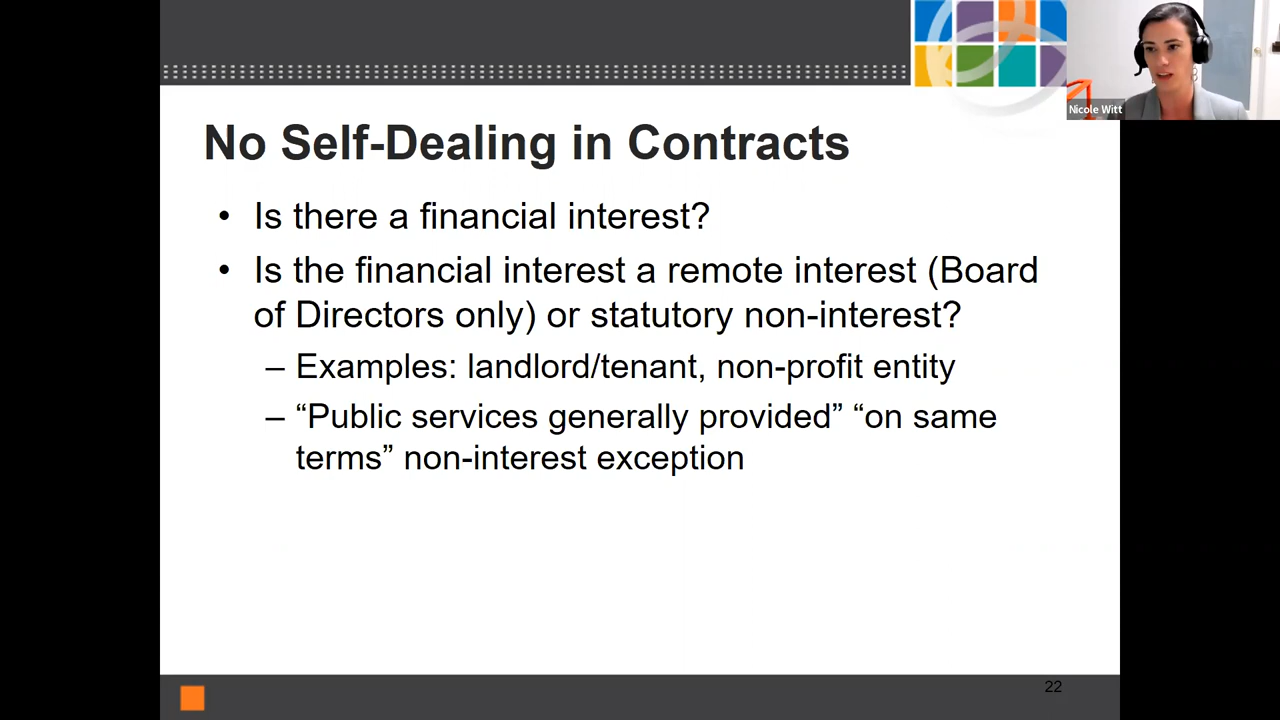 Nicole Witt
No Self-Dealing in Contracts
• Is there a financial interest?
• Is the financial interest a remote interest (Board
of Directors only) or statutory non-interest?
– Examples: landlord/tenant, non-profit entity
– “Public services generally provided” “on same
terms” non-interest exception
22